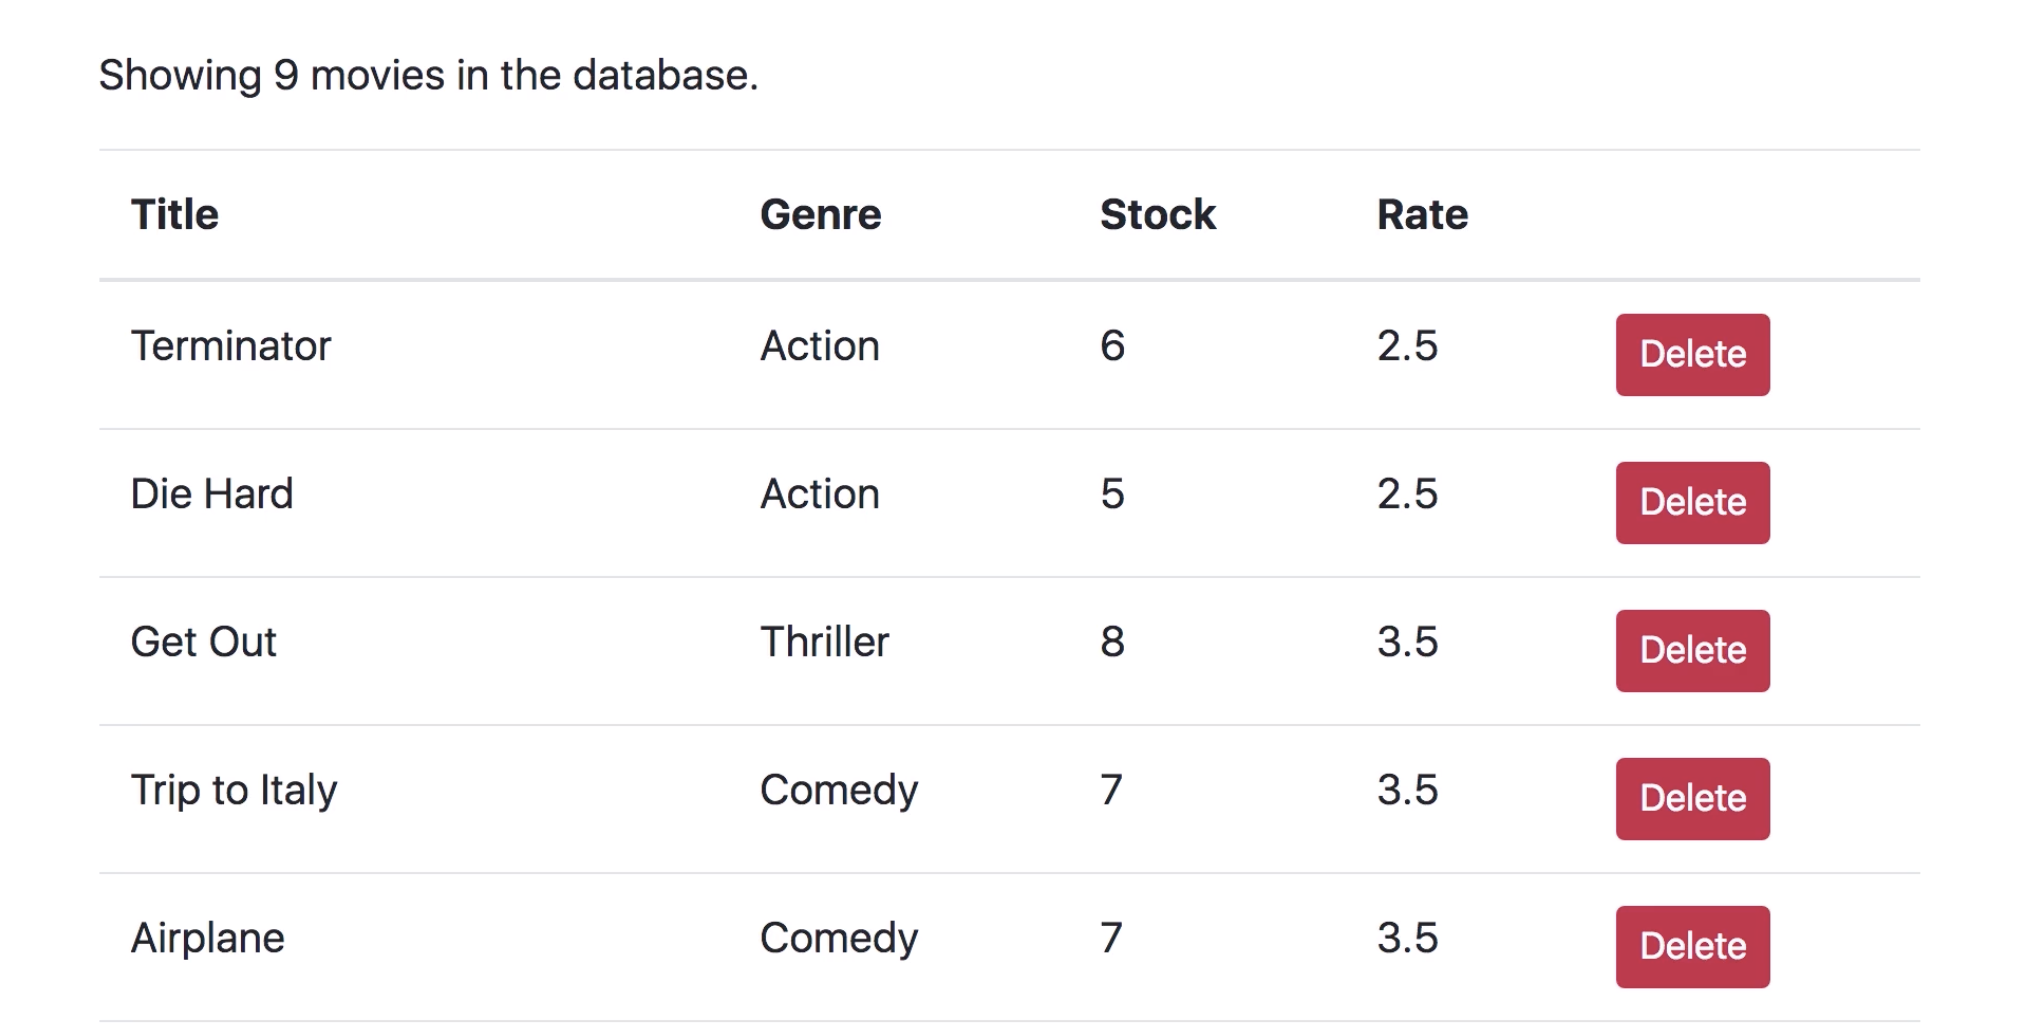 Showing 9 movies in the database.
Title Genre Stock Rate
Terminator Action 6 2.5 Delete
Die Hard Action 5 2.5 Delete
Get Out Thriller 8 3.5 Delete
Trip to Italy Comedy 7 3.5 Delete
Airplane Comedy 7 3.5 Delete